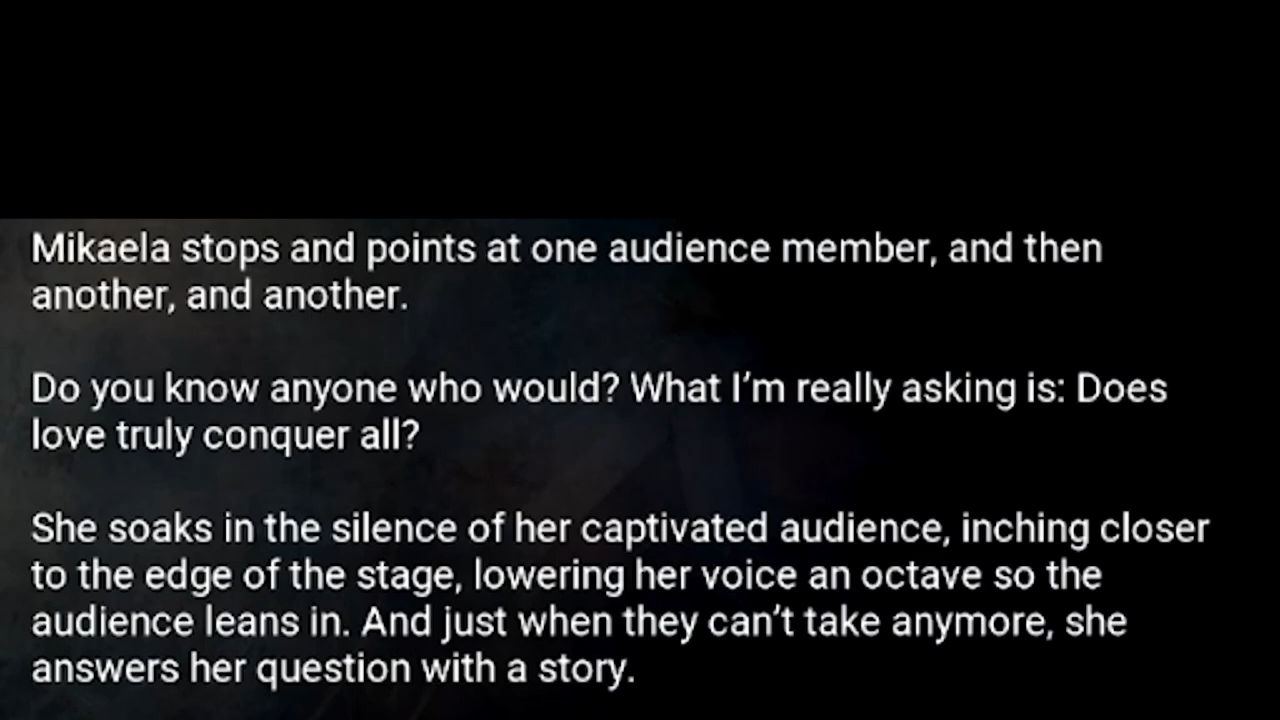 Mikaela stops and points at one audience member, and then
another, and another.
Do you know anyone who would? What I’m really asking is: Does
love truly conquer all?
She soaks in the silence of her captivated audience, inching closer
to the edge of the stage, lowering her voice an octave so the
audience leans in. And just when they can’t take anymore, she
answers her question with a story.